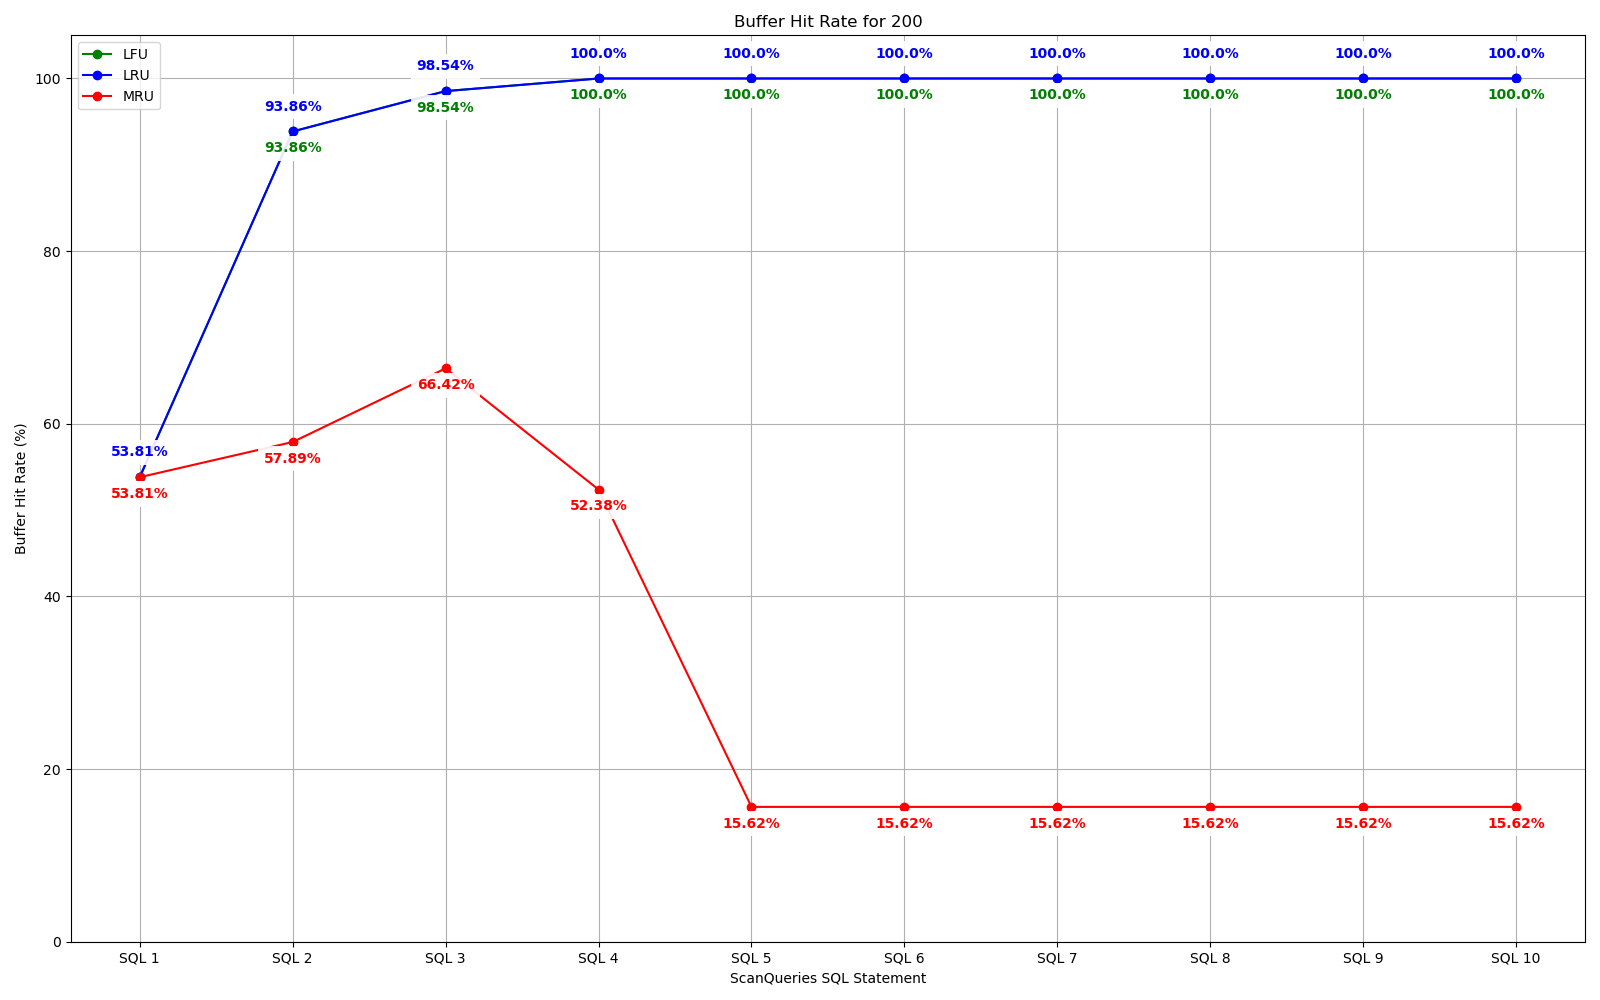 Buffer Hit Rate for 200
LFU
LRU
MRU
Buffer Hit Rate (%)
100
80
60
40
20
0
53.81%
93.86%
98.54%
100.0%
100.0%
100.0%
100.0%
100.0%
100.0%
100.0%
93.86%
98.54%
100.0%
100.0%
100.0%
100.0%
100.0%
100.0%
100.0%
53.81%
57.89%
66.42%
52.38%
15.62%
15.62%
15.62%
15.62%
15.62%
15.62%
SQL 1
SQL 2
SQL 3
SQL 4
SQL 5
SQL 6
SQL 7
SQL 8
SQL 9
SQL 10
ScanQueries SQL Statement